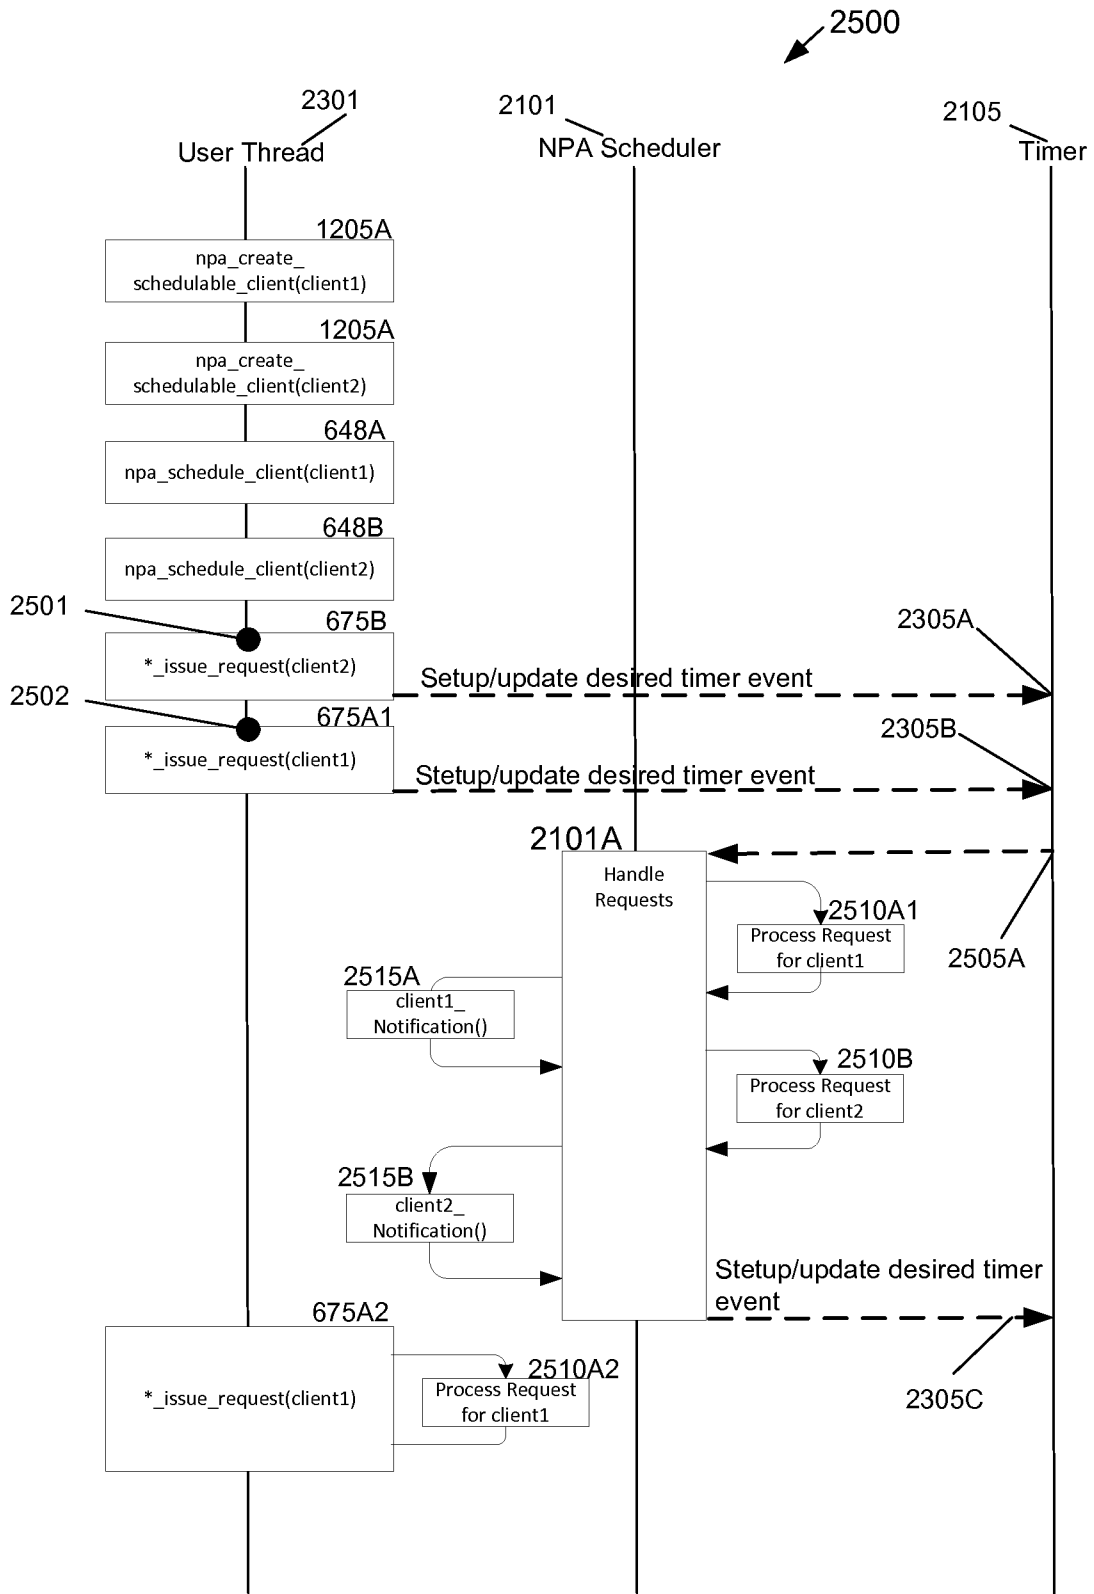 2500
2301
2101
2105
User Thread
NPA Scheduler
Timer
1205A
npa_create_
schedulable_client(client1)
1205A
npa_create_
schedulable_client(client2)
648A
npa_schedule_client(client1)
648B
npa_schedule_client(client2)
2501
675B
2305A
*_issue_request(client2)
Setup/update desired timer event
2502
675A1
2305B
*_issue_request(client1)
Stetup/update desired timer event
2101A
Handle
Requests
2510A1
Process Request
for client1
2505A
2515A
client1_
Notification()
2510B
Process Request
for client2
2515B
client2_
Notification()
Stetup/update desired timer
event
675A2
2510A2
Process Request
for client1
*_issue_request(client1)
2305C